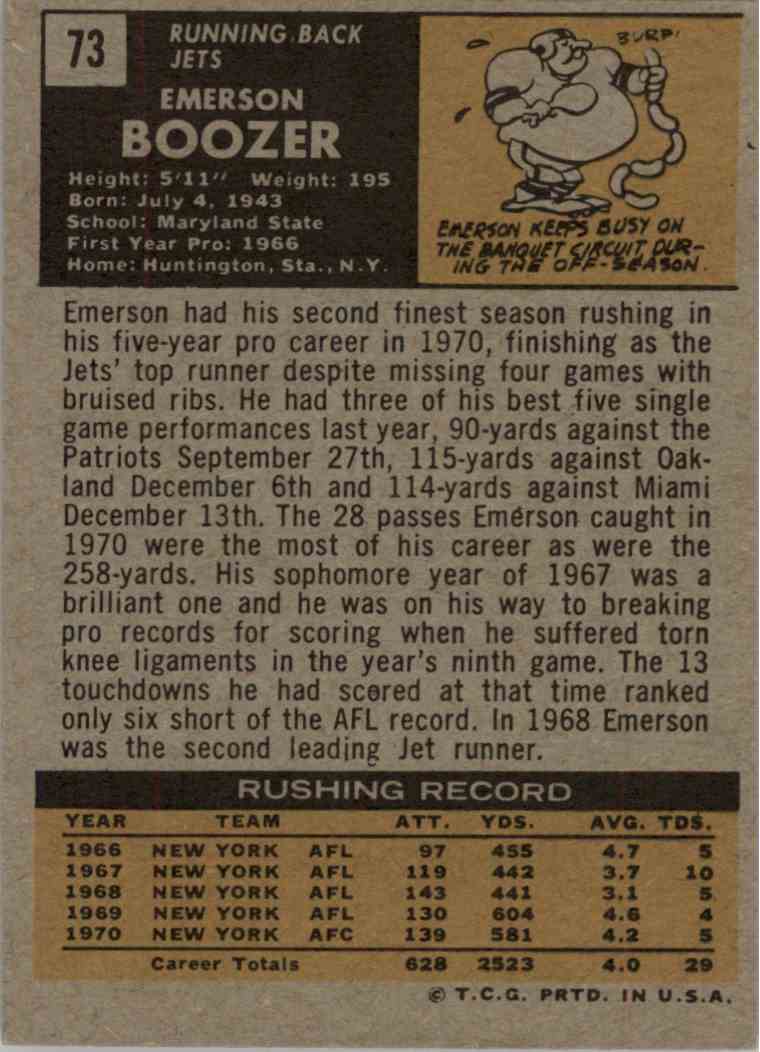 73
RUNNING BACK
JETS
EMERSON
BOOZER
Height: 5'11" Weight: 195
Born: July 4, 1943
School: Maryland State
First Year Pro: 1966
Home: Huntington, Sta., N.Y.
BURP!
EMERSON KEEPS BUSY ON
THE BANQUET CIRCUIT DUR-
ING THE OFF-SEASON.
Emerson had his second finest season rushing in
his five-year pro career in 1970, finishing as the
Jets' top runner despite missing four games with
bruised ribs. He had three of his best five single
game performances last year, 90-yards against the
Patriots September 27th, 115-yards against Oak-
land December 6th and 114-yards against Miami
December 13th. The 28 passes Emerson caught in
1970 were the most of his career as were the
258-yards. His sophomore year of 1967 was a
brilliant one and he was on his way to breaking
pro records for scoring when he suffered torn
knee ligaments in the year's ninth game. The 13
touchdowns he had scored at that time ranked
only six short of the AFL record. In 1968 Emerson
was the second leading Jet runner.
RUSHING RECORD
YEAR TEAM ATT. YDS. AVG. TDS.
1966 NEW YORK AFL 97 455 4.7 5
1967 NEW YORK AFL 119 442 3.7 10
1968 NEW YORK AFL 143 441 3.1 5
1969 NEW YORK AFL 130 604 4.6 4
1970 NEW YORK AFC 139 581 4.2 5
Career Totals 628 2523 4.0 29
© T.C.G. PRTD. IN U.S.A.